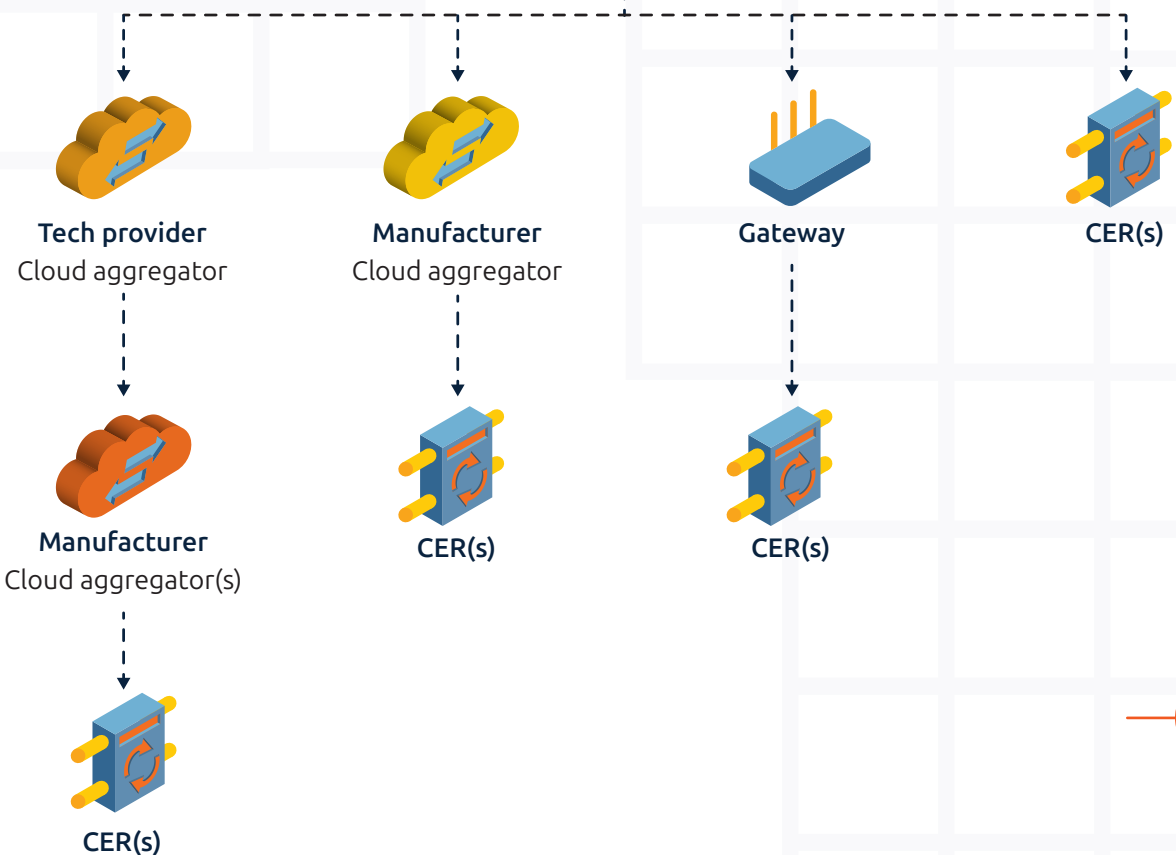 Tech provider
Cloud aggregator
Manufacturer
Cloud aggregator
Gateway
CER(s)
Manufacturer
Cloud aggregator(s)
CER(s)
CER(s)
CER(s)